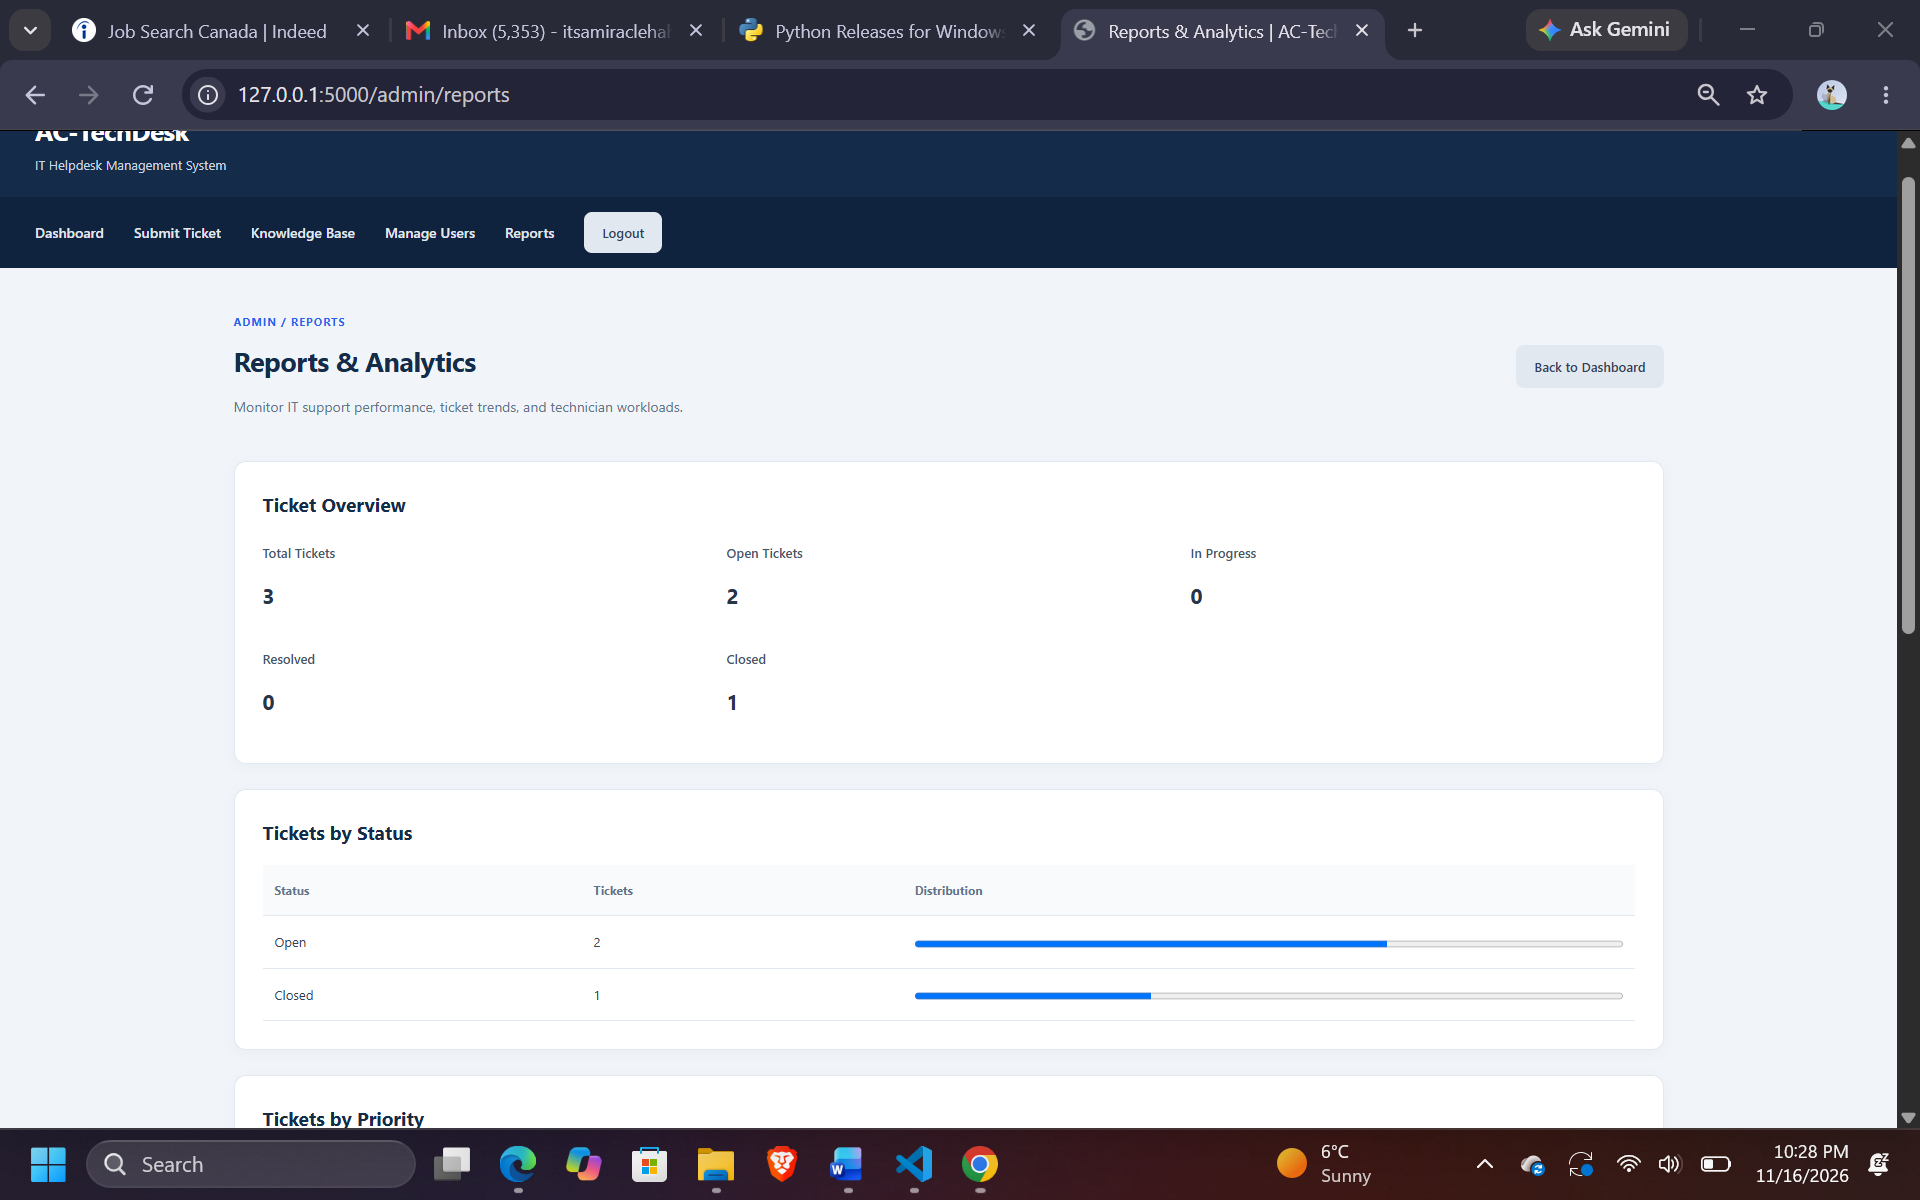 Job Search Canada | Indeed
Inbox (5,353) - itsamiraclehal
Python Releases for Windows
Reports & Analytics | AC-Tech
Ask Gemini
127.0.0.1:5000/admin/reports
AC-TechDesk
IT Helpdesk Management System
Dashboard
Submit Ticket
Knowledge Base
Manage Users
Reports
Logout
ADMIN / REPORTS
Reports & Analytics
Back to Dashboard
Monitor IT support performance, ticket trends, and technician workloads.
Ticket Overview
Total Tickets
Open Tickets
In Progress
3
2
0
Resolved
Closed
0
1
Tickets by Status
Status
Tickets
Distribution
Open
2
Closed
1
Tickets by Priority
Search
6°C
Sunny
10:28 PM
11/16/2026